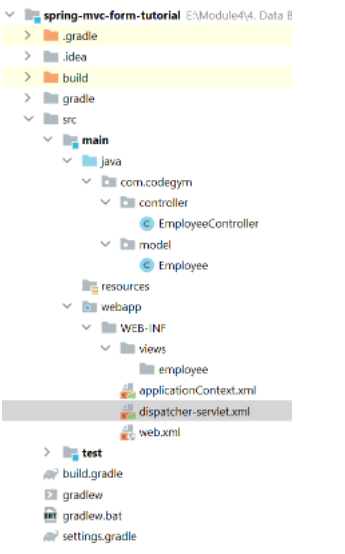 spring-mvc-form-tutorial E:\Module4\4. Data B
.gradle
.idea
build
gradle
src
main
java
com.codegym
controller
EmployeeController
model
Employee
resources
webapp
WEB-INF
views
employee
applicationContext.xml
dispatcher-servlet.xml
web.xml
test
build.gradle
gradlew
gradlew.bat
settings.gradle